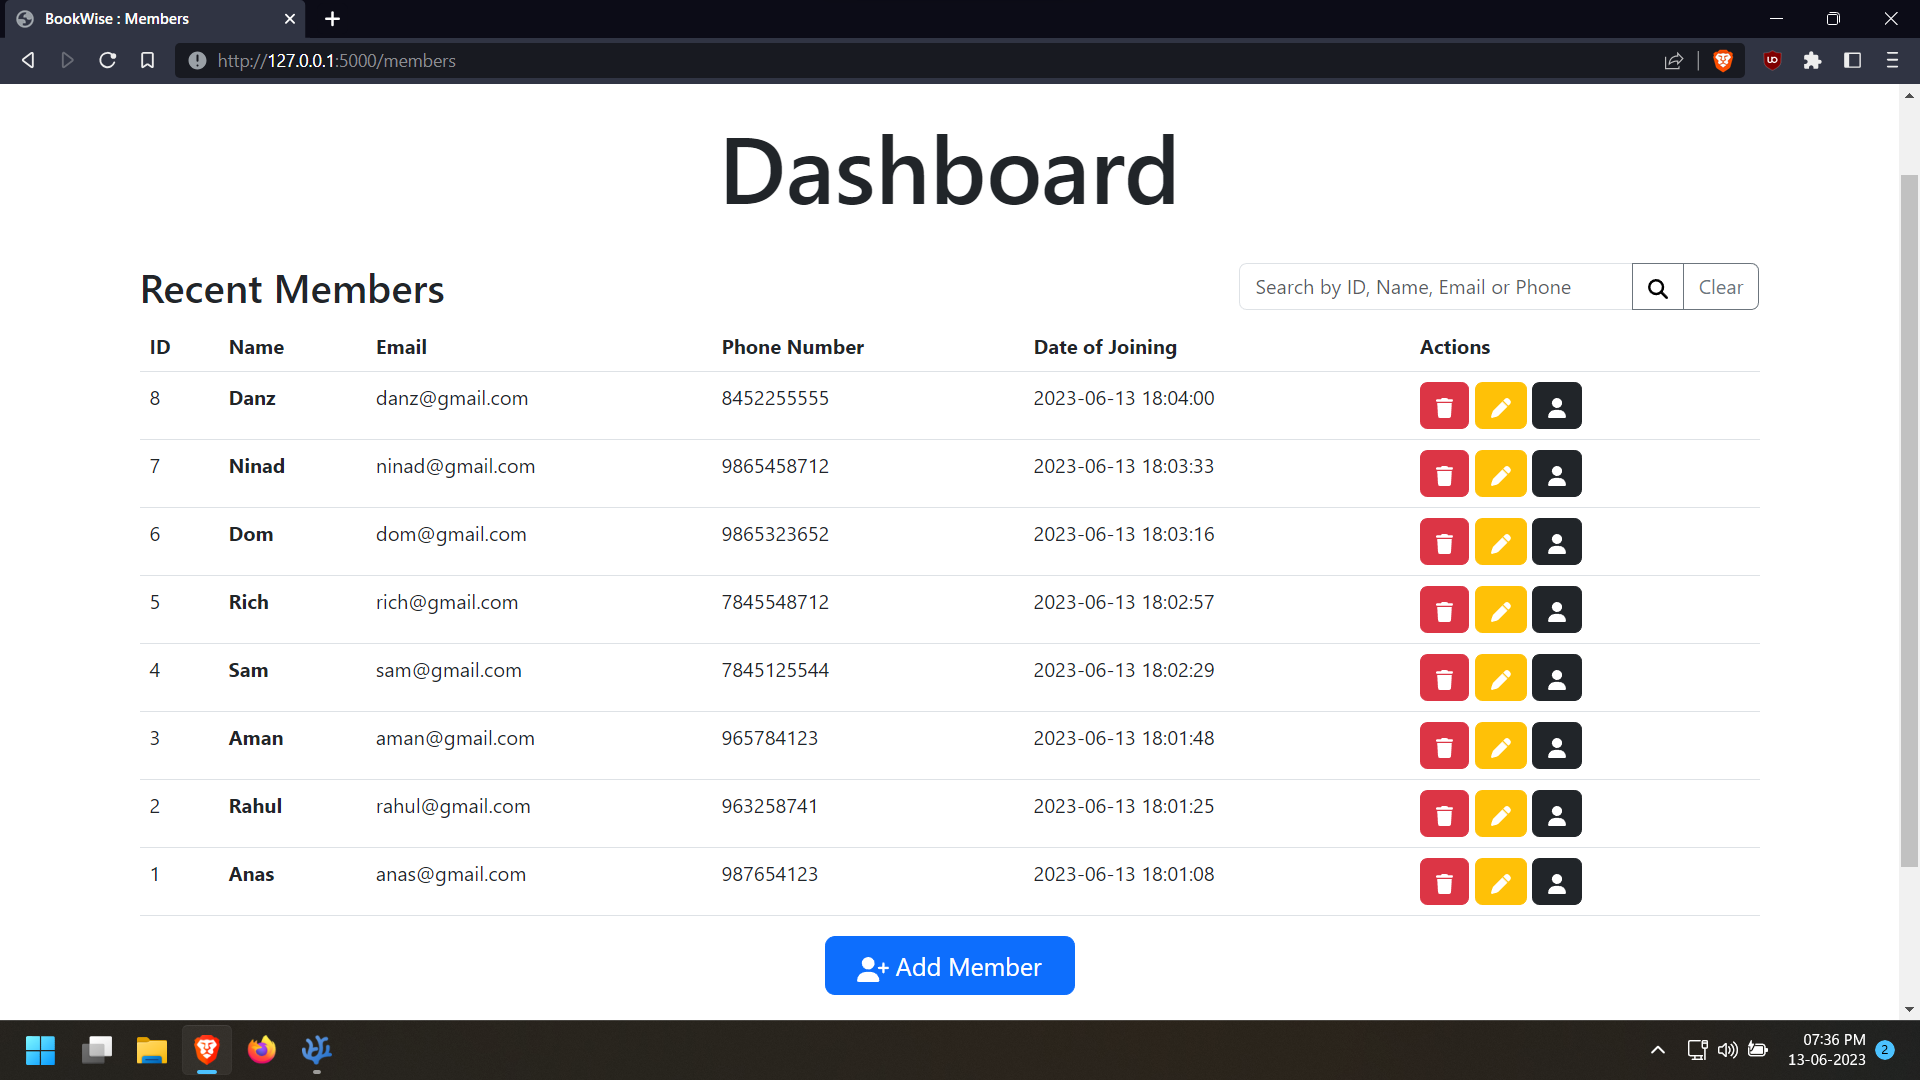 BookWise : Members
http://127.0.0.1:5000/members
Dashboard
Recent Members
Search by ID, Name, Email or Phone Clear
ID Name Email Phone Number Date of Joining Actions
8 Danz danz@gmail.com 8452255555 2023-06-13 18:04:00
7 Ninad ninad@gmail.com 9865458712 2023-06-13 18:03:33
6 Dom dom@gmail.com 9865323652 2023-06-13 18:03:16
5 Rich rich@gmail.com 7845548712 2023-06-13 18:02:57
4 Sam sam@gmail.com 7845125544 2023-06-13 18:02:29
3 Aman aman@gmail.com 965784123 2023-06-13 18:01:48
2 Rahul rahul@gmail.com 963258741 2023-06-13 18:01:25
1 Anas anas@gmail.com 987654123 2023-06-13 18:01:08
Add Member
07:36 PM
13-06-2023 2